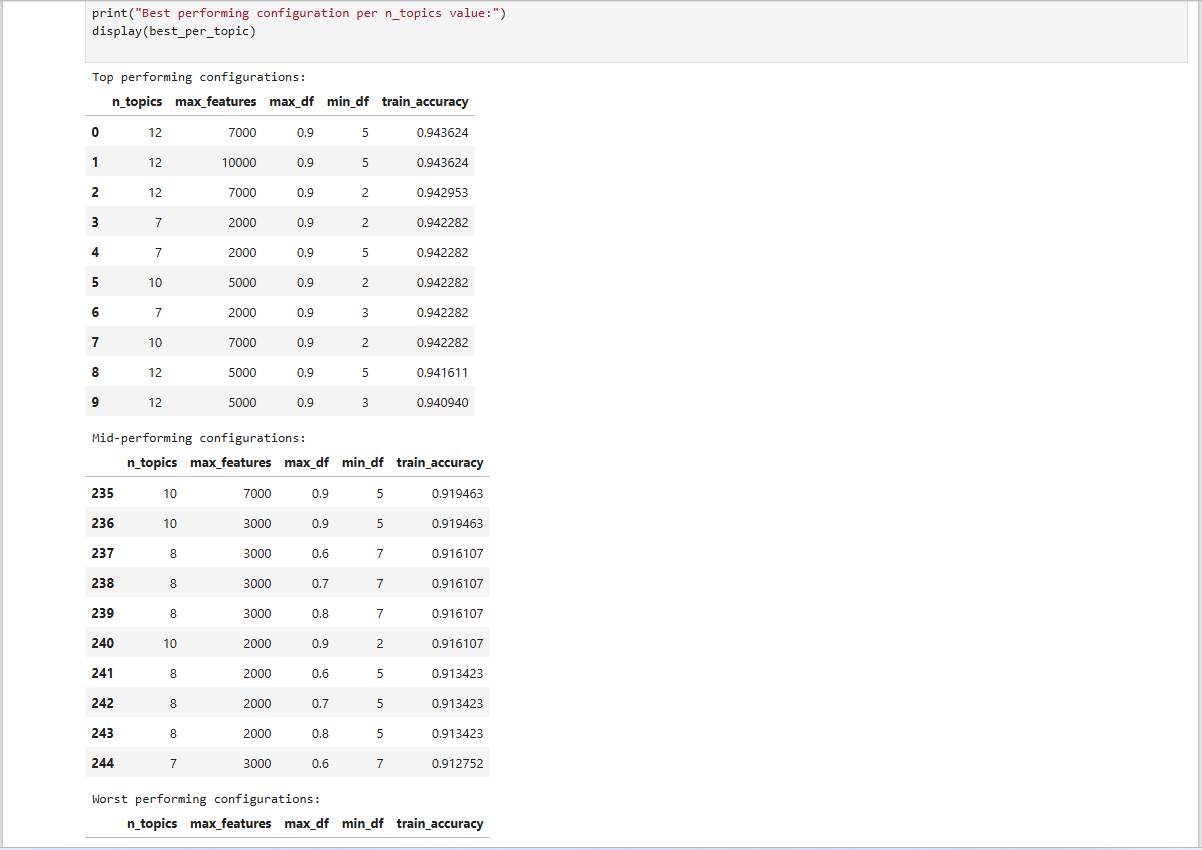 print("Best performing configuration per n_topics value:")
display(best_per_topic)
Top performing configurations:
n_topics max_features max_df min_df train_accuracy
0 12 7000 0.9 5 0.943624
1 12 10000 0.9 5 0.943624
2 12 7000 0.9 2 0.942953
3 7 2000 0.9 2 0.942282
4 7 2000 0.9 5 0.942282
5 10 5000 0.9 2 0.942282
6 7 2000 0.9 3 0.942282
7 10 7000 0.9 2 0.942282
8 12 5000 0.9 5 0.941611
9 12 5000 0.9 3 0.940940
Mid-performing configurations:
n_topics max_features max_df min_df train_accuracy
235 10 7000 0.9 5 0.919463
236 10 3000 0.9 5 0.919463
237 8 3000 0.6 7 0.916107
238 8 3000 0.7 7 0.916107
239 8 3000 0.8 7 0.916107
240 10 2000 0.9 2 0.916107
241 8 2000 0.6 5 0.913423
242 8 2000 0.7 5 0.913423
243 8 2000 0.8 5 0.913423
244 7 3000 0.6 7 0.912752
Worst performing configurations:
n_topics max_features max_df min_df train_accuracy